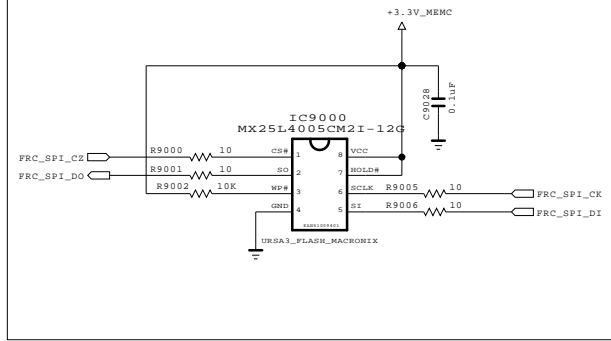 +3.3V_MEMC
C9028
0.1uF
IC9000
MX25L4005CM2I-12G
R9000 10 CS# 1 8 VCC
FRC_SPI_CZ
R9001 10 SO 2 7 HOLD#
FRC_SPI_DO
R9002 10K WP# 3 6 SCLK R9005 10
FRC_SPI_CK
GND 4 5 SI R9006 10
FRC_SPI_DI
EAN61009401
URSA3_FLASH_MACRONIX